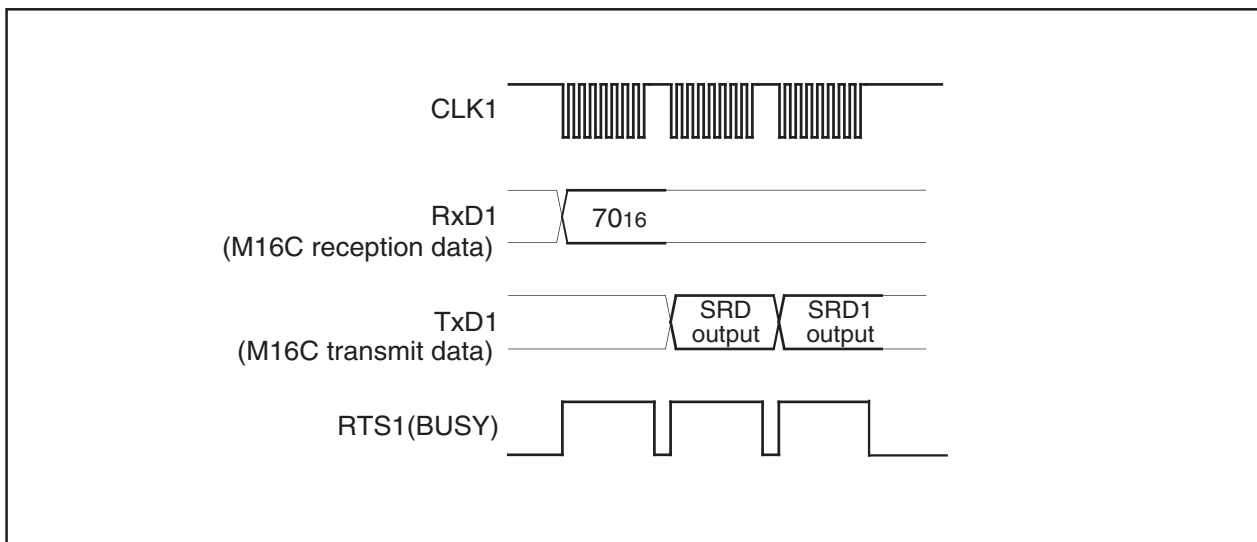 CLK1
RxD1
(M16C reception data)
7016
TxD1
(M16C transmit data)
SRD
output
SRD1
output
RTS1(BUSY)